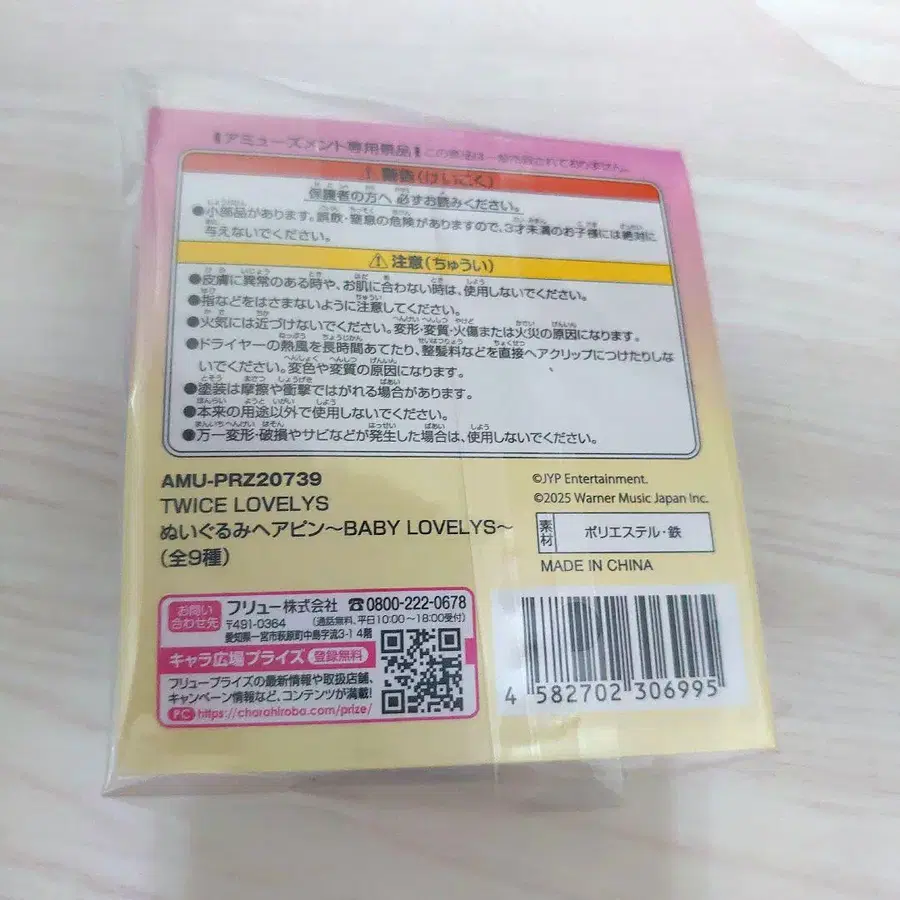 アミューズメント専用景品 この景品は一般市販されておりません。
警告(けいこく)
保護者の方へ 必ずお読みください。
●小部品があります。誤飲・窒息の危険がありますので、3才未満のお子様には絶対に
与えないでください。
⚠注意(ちゅうい)
●皮膚に異常のある時や、お肌に合わない時は、使用しないでください。
●指などをはさまないように注意してください。
●火気には近づけないでください。変形・変質・火傷または火災の原因になります。
●ドライヤーの熱風を長時間あてたり、整髪料などを直接ヘアクリップにつけたりしな
いでください。変色や変質の原因になります。
●塗装は摩擦や衝撃ではがれる場合があります。
●本来の用途以外で使用しないでください。
●万一変形・破損やサビなどが発生した場合は、使用しないでください。
AMU-PRZ20739
TWICE LOVELYS
ぬいぐるみヘアピン〜BABY LOVELYS〜
(全9種)
©JYP Entertainment.
©2025 Warner Music Japan Inc.
素材 ポリエステル・鉄
MADE IN CHINA
お問い合わせ先 フリュー株式会社 ☎0800-222-0678
〒491-0364 (通話無料、平日10:00〜18:00受付)
愛知県一宮市萩原町中島字流3-1 4階
キャラ広場プライズ 登録無料
フリュープライズの最新情報や取扱店舗、
キャンペーン情報など、コンテンツが満載!
PC https://charahiroba.com/prize/
4 582702 306995